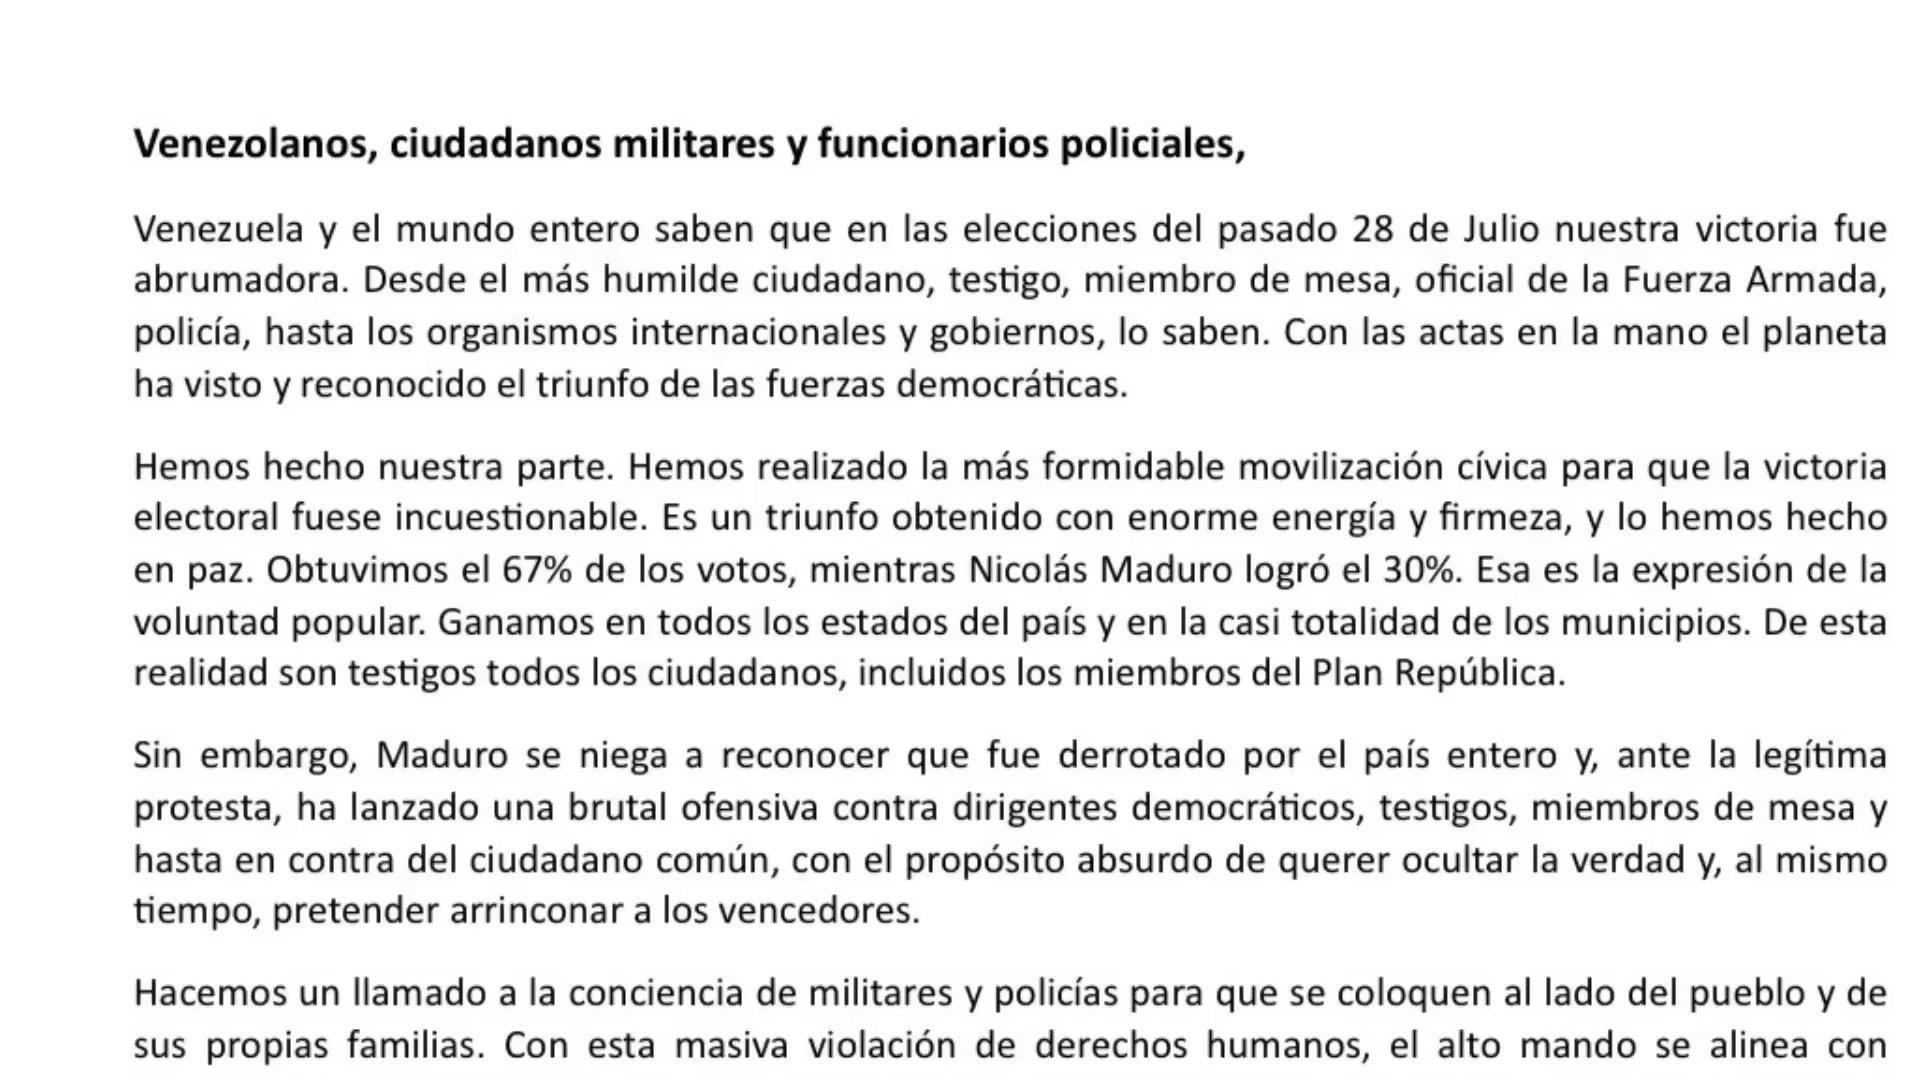 Venezolanos, ciudadanos militares y funcionarios policiales,
Venezuela y el mundo entero saben que en las elecciones del pasado 28 de Julio nuestra victoria fue
abrumadora. Desde el más humilde ciudadano, testigo, miembro de mesa, oficial de la Fuerza Armada,
policía, hasta los organismos internacionales y gobiernos, lo saben. Con las actas en la mano el planeta
ha visto y reconocido el triunfo de las fuerzas democráticas.
Hemos hecho nuestra parte. Hemos realizado la más formidable movilización cívica para que la victoria
electoral fuese incuestionable. Es un triunfo obtenido con enorme energía y firmeza, y lo hemos hecho
en paz. Obtuvimos el 67% de los votos, mientras Nicolás Maduro logró el 30%. Esa es la expresión de la
voluntad popular. Ganamos en todos los estados del país y en la casi totalidad de los municipios. De esta
realidad son testigos todos los ciudadanos, incluidos los miembros del Plan República.
Sin embargo, Maduro se niega a reconocer que fue derrotado por el país entero y, ante la legítima
protesta, ha lanzado una brutal ofensiva contra dirigentes democráticos, testigos, miembros de mesa y
hasta en contra del ciudadano común, con el propósito absurdo de querer ocultar la verdad y, al mismo
tiempo, pretender arrinconar a los vencedores.
Hacemos un llamado a la conciencia de militares y policías para que se coloquen al lado del pueblo y de
sus propias familias. Con esta masiva violación de derechos humanos, el alto mando se alinea con